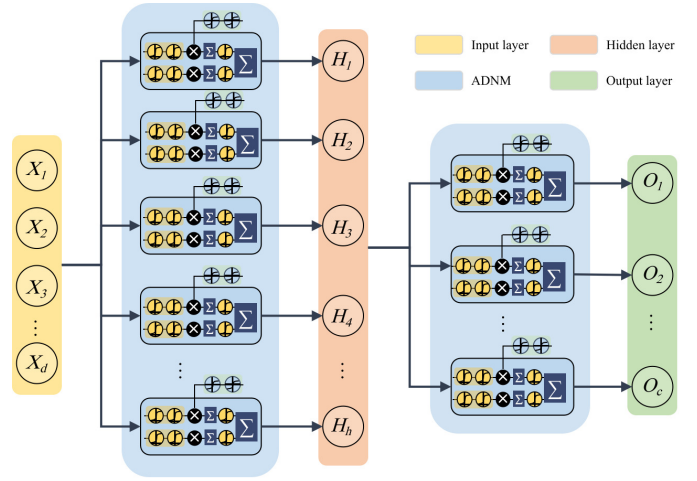 Input layer
Hidden layer
ADNM
Output layer
X1
X2
X3
⋮
Xd
× Σ
× Σ
Σ
H1
× Σ
× Σ
Σ
H2
× Σ
× Σ
Σ
H3
× Σ
× Σ
Σ
H4
⋮
⋮
× Σ
× Σ
Σ
Hh
× Σ
× Σ
Σ
O1
× Σ
× Σ
Σ
O2
⋮
⋮
× Σ
× Σ
Σ
Oc